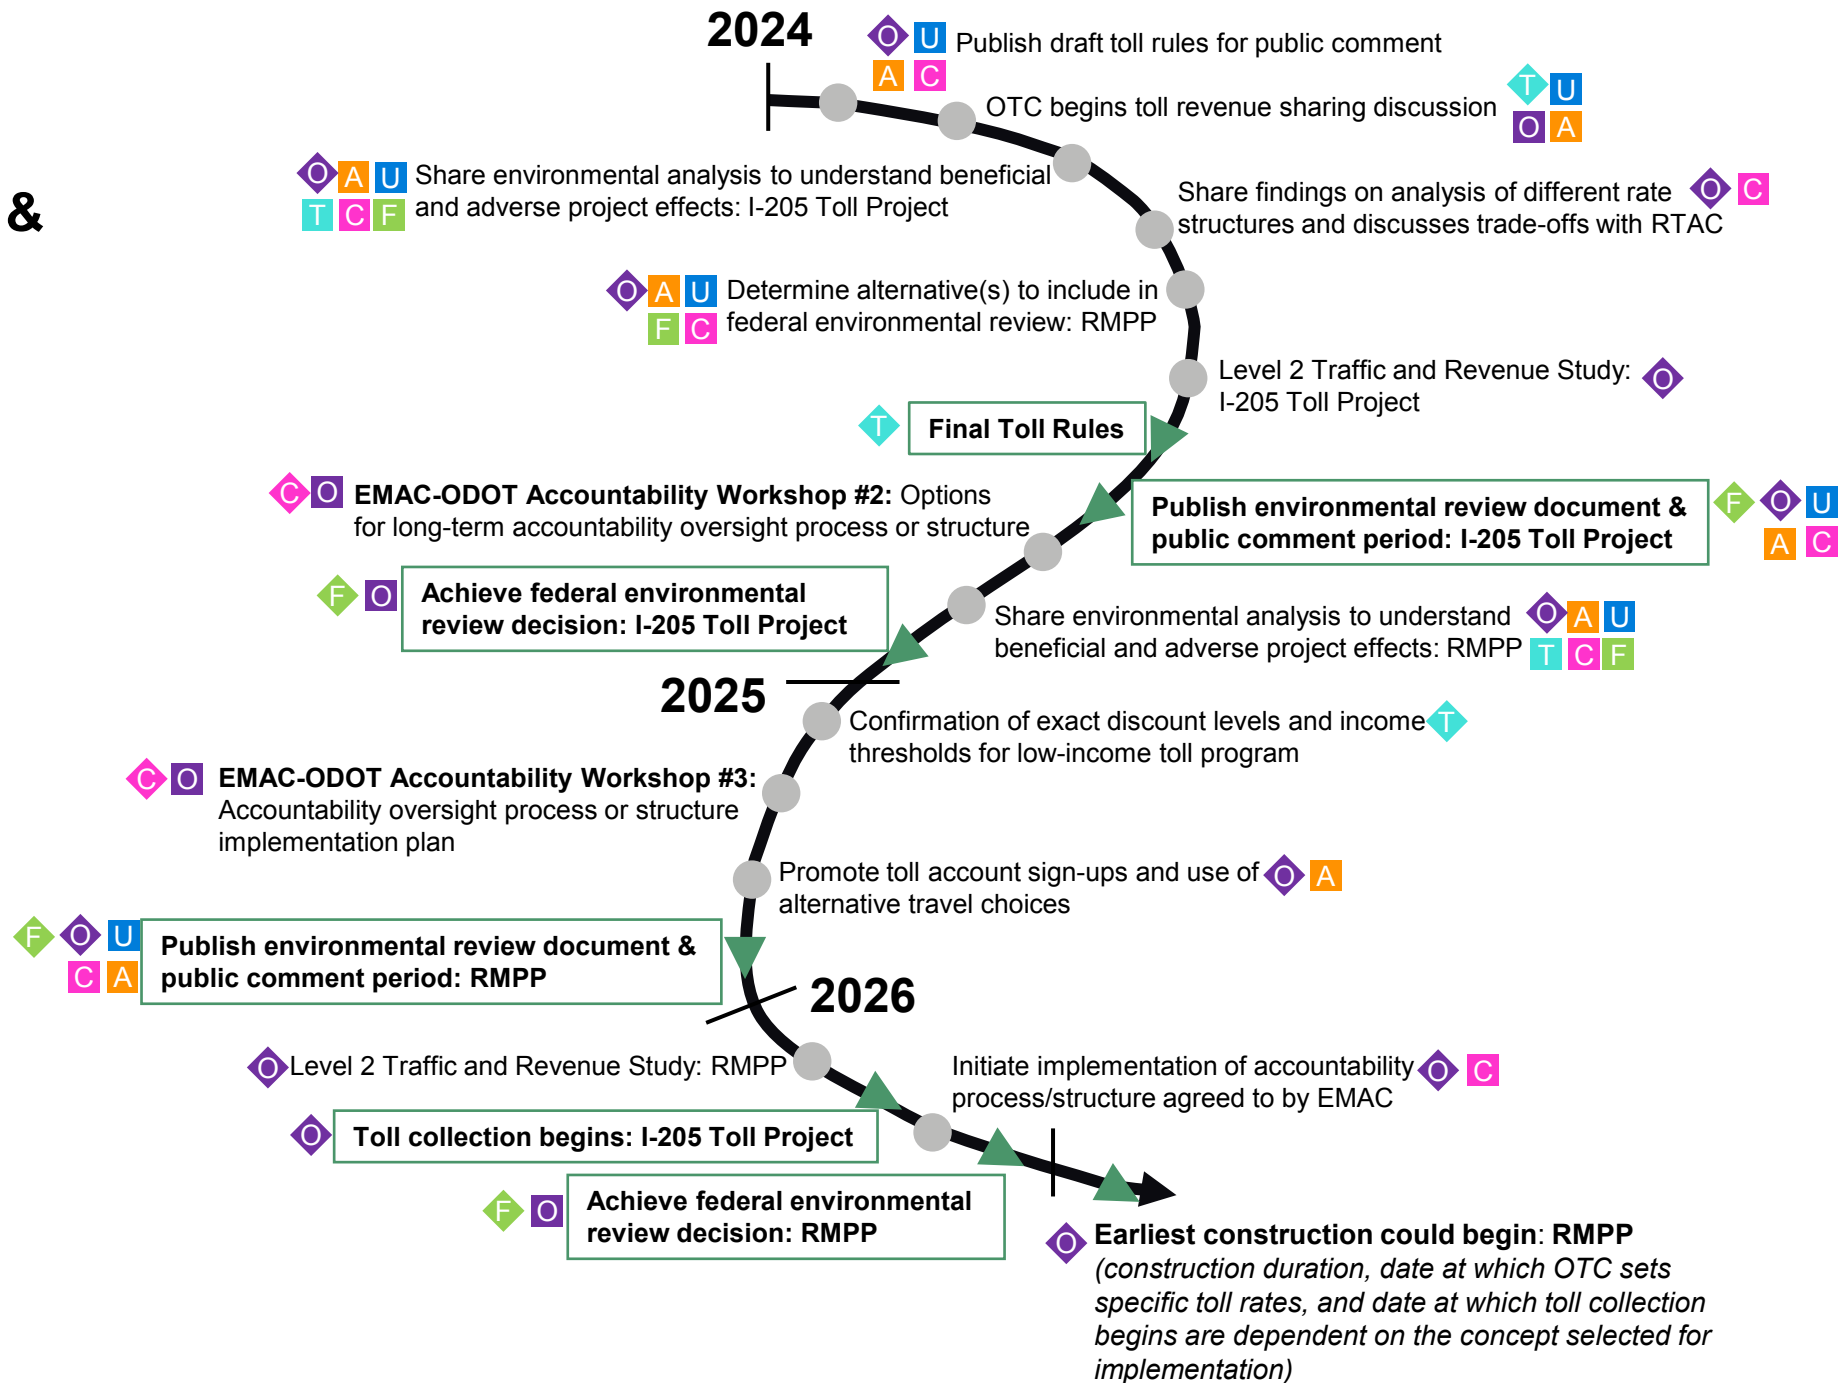 2024
O U
Publish draft toll rules for public comment
A C
OTC begins toll revenue sharing discussion
T U
O A
O A U
T C F
Share environmental analysis to understand beneficial
and adverse project effects: I-205 Toll Project
&
Share findings on analysis of different rate
structures and discusses trade-offs with RTAC
O C
O A U
F C
Determine alternative(s) to include in
federal environmental review: RMPP
Level 2 Traffic and Revenue Study:
I-205 Toll Project
O
T
Final Toll Rules
C O
EMAC-ODOT Accountability Workshop #2: Options
for long-term accountability oversight process or structure
Publish environmental review document &
public comment period: I-205 Toll Project
F O U
A C
F O
Achieve federal environmental
review decision: I-205 Toll Project
Share environmental analysis to understand
beneficial and adverse project effects: RMPP
O A U
T C F
2025
Confirmation of exact discount levels and income
thresholds for low-income toll program
T
C O
EMAC-ODOT Accountability Workshop #3:
Accountability oversight process or structure
implementation plan
Promote toll account sign-ups and use of
alternative travel choices
O A
F O U
C A
Publish environmental review document &
public comment period: RMPP
2026
O
Level 2 Traffic and Revenue Study: RMPP
Initiate implementation of accountability
process/structure agreed to by EMAC
O C
O
Toll collection begins: I-205 Toll Project
F O
Achieve federal environmental
review decision: RMPP
O
Earliest construction could begin: RMPP
(construction duration, date at which OTC sets
specific toll rates, and date at which toll collection
begins are dependent on the concept selected for
implementation)